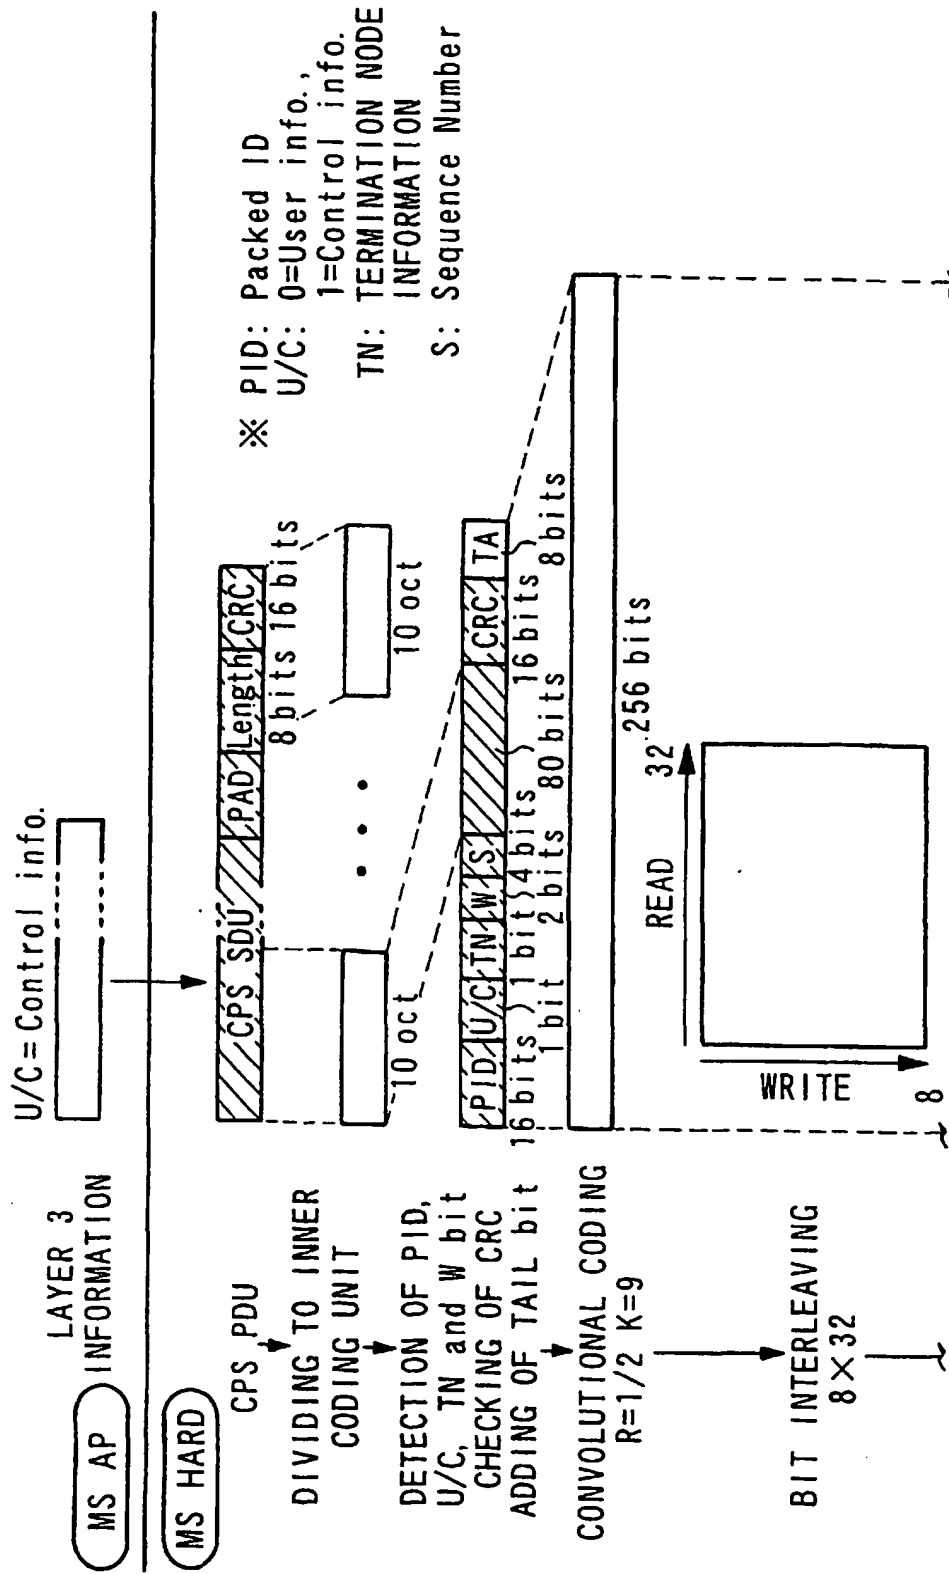 MS AP
LAYER 3
INFORMATION
U/C=Control info.
MS HARD
CPS PDU
DIVIDING TO INNER
CODING UNIT
DETECTION OF PID,
U/C, TN and W bit
CHECKING OF CRC
ADDING OF TAIL bit
CONVOLUTIONAL CODING
R=1/2 K=9
BIT INTERLEAVING
8×32
CPS SDU PAD Length CRC
8 bits 16 bits
10 oct 10 oct
PID U/C TN W S CRC TA
16 bits 1 bit 1 bit 2 bits 4 bits 80 bits 16 bits 8 bits
256 bits
READ 32
WRITE
8
※ PID: Packed ID
U/C: 0=User info.,
1=Control info.
TN: TERMINATION NODE
INFORMATION
S: Sequence Number